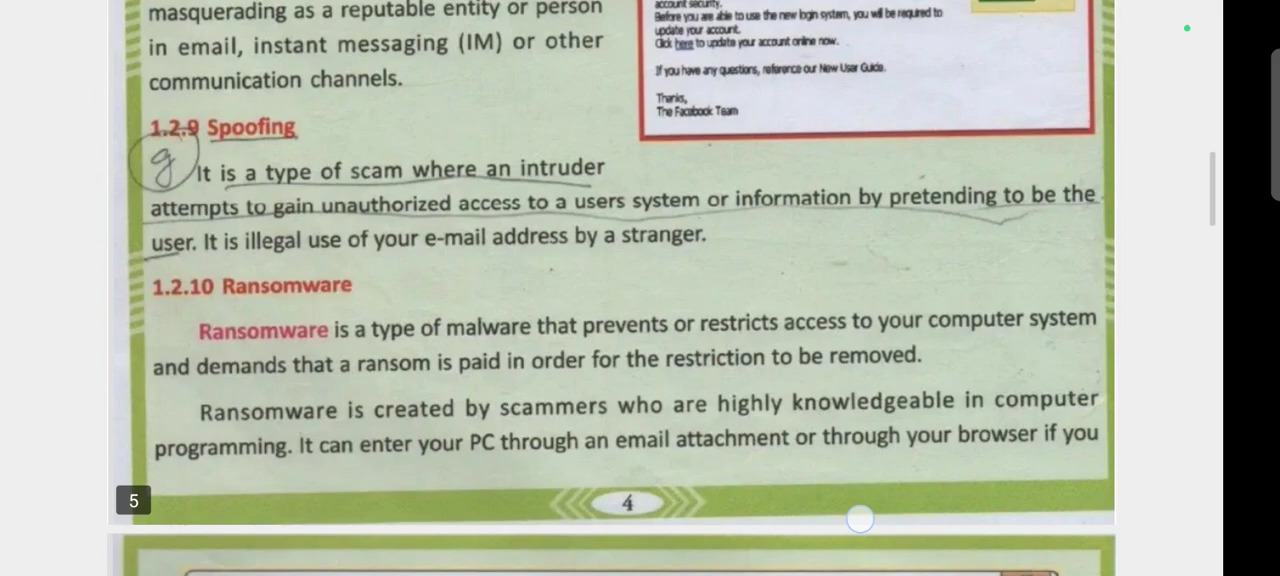 masquerading as a reputable entity or person
in email, instant messaging (IM) or other
communication channels.
account security.
Before you are able to use the new login system, you will be required to
update your account.
Click here to update your account online now.
If you have any questions, reference our New User Guide.
Thanks,
The Facebook Team
1.2.9 Spoofing
g
It is a type of scam where an intruder
attempts to gain unauthorized access to a users system or information by pretending to be the
user. It is illegal use of your e-mail address by a stranger.
1.2.10 Ransomware
Ransomware is a type of malware that prevents or restricts access to your computer system
and demands that a ransom is paid in order for the restriction to be removed.
Ransomware is created by scammers who are highly knowledgeable in computer
programming. It can enter your PC through an email attachment or through your browser if you
5
4